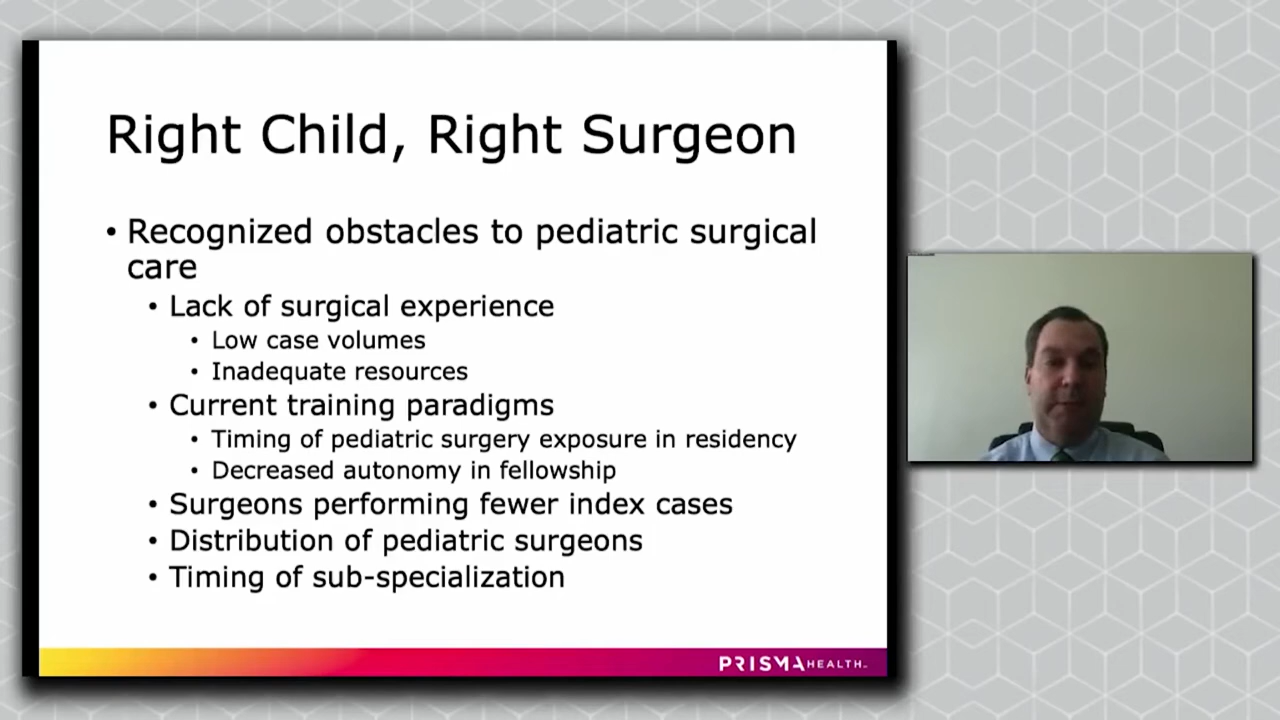 Right Child, Right Surgeon
• Recognized obstacles to pediatric surgical
care
• Lack of surgical experience
• Low case volumes
• Inadequate resources
• Current training paradigms
• Timing of pediatric surgery exposure in residency
• Decreased autonomy in fellowship
• Surgeons performing fewer index cases
• Distribution of pediatric surgeons
• Timing of sub-specialization
PRISMA HEALTH